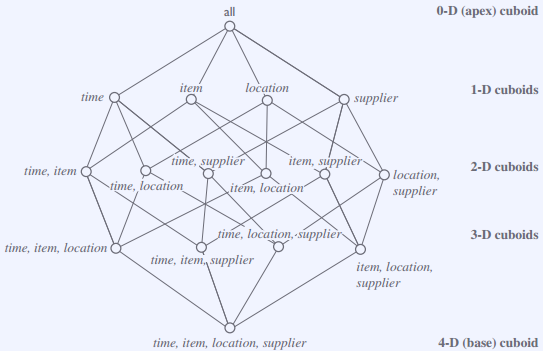 all
0-D (apex) cuboid
time
item
location
supplier
1-D cuboids
time, item
time, location
time, supplier
item, location
item, supplier
location,
supplier
2-D cuboids
time, item, location
time, item, supplier
time, location, supplier
item, location,
supplier
3-D cuboids
time, item, location, supplier
4-D (base) cuboid